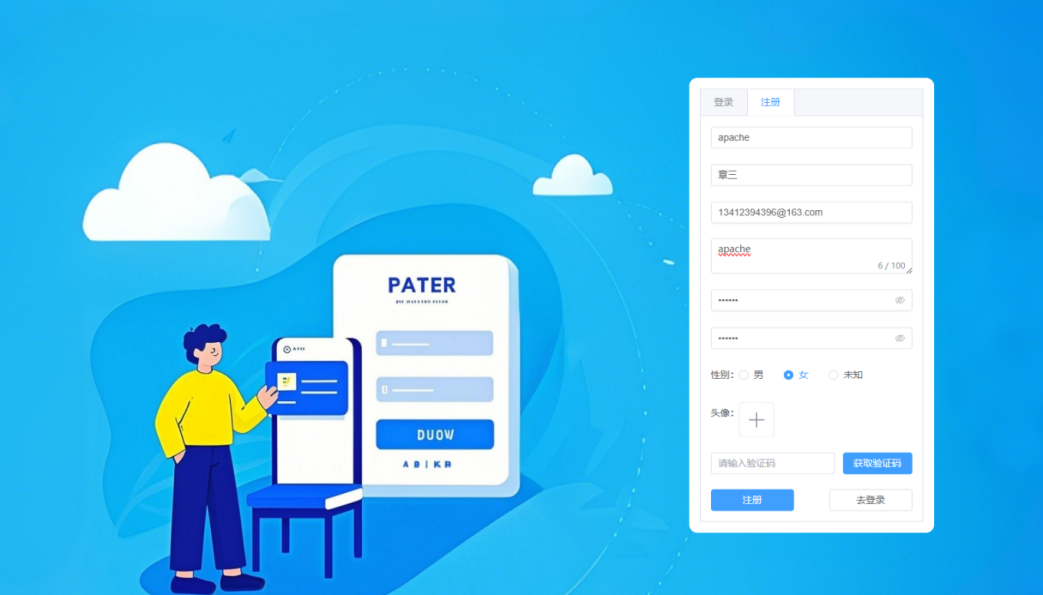 PATER
DUOW
登录 注册
apache
章三
13412394396@163.com
apache
6 / 100
••••••
••••••
性别: 男 女 未知
头像:
请输入验证码 获取验证码
注册 去登录